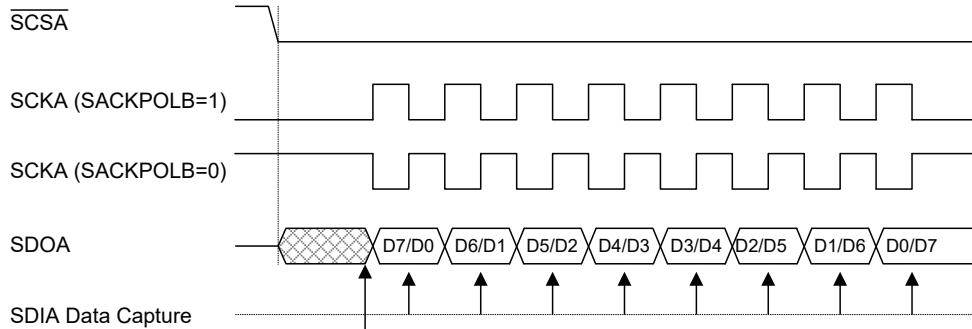 SCSA
SCKA (SACKPOLB=1)
SCKA (SACKPOLB=0)
SDOA
D7/D0 D6/D1 D5/D2 D4/D3 D3/D4 D2/D5 D1/D6 D0/D7
SDIA Data Capture